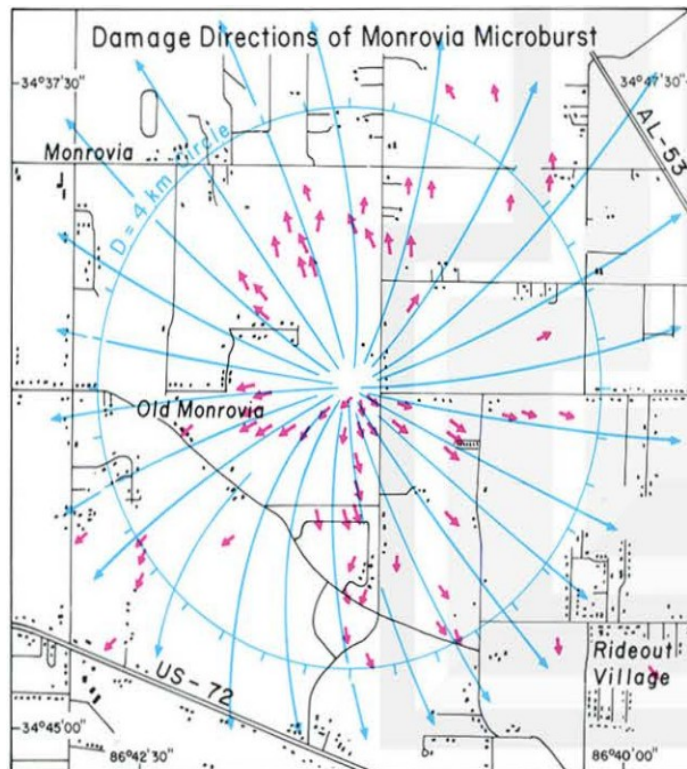 Damage Directions of Monrovia Microburst
34°37'30"
34°47'30"
AL-53
Monrovia
D = 4 km Circle
Old Monrovia
US-72
Rideout
Village
34°45'00"
86°42'30"
86°40'00"